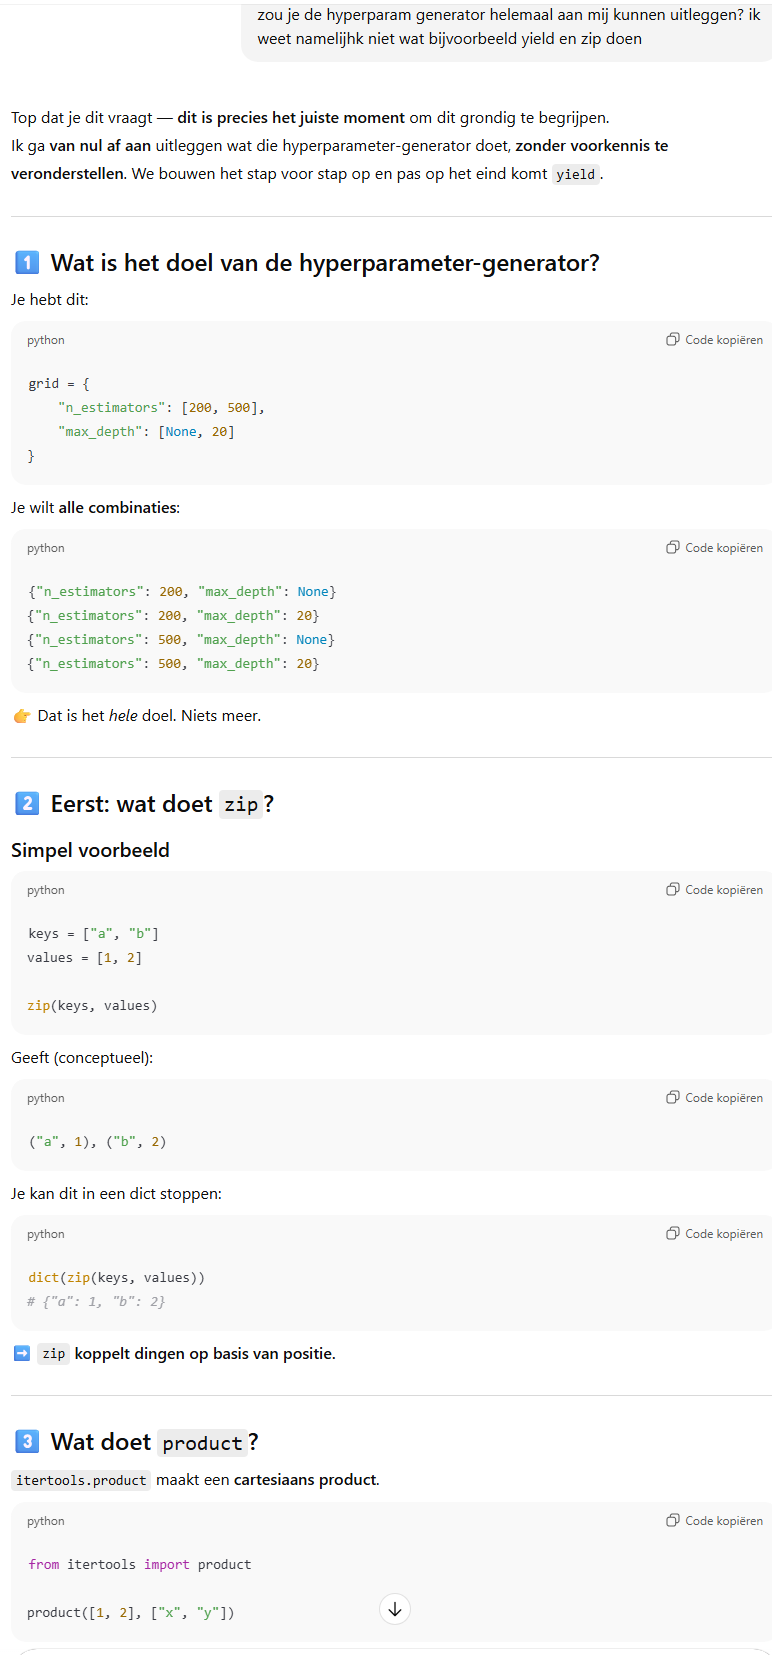 zou je de hyperparam generator helemaal aan mij kunnen uitleggen? ik
weet namelijhk niet wat bijvoorbeeld yield en zip doen
Top dat je dit vraagt — dit is precies het juiste moment om dit grondig te begrijpen.
Ik ga van nul af aan uitleggen wat die hyperparameter-generator doet, zonder voorkennis te
veronderstellen. We bouwen het stap voor stap op en pas op het eind komt yield.
1 Wat is het doel van de hyperparameter-generator?
Je hebt dit:
python
Code kopiëren
grid = {
    "n_estimators": [200, 500],
    "max_depth": [None, 20]
}
Je wilt alle combinaties:
python
Code kopiëren
{"n_estimators": 200, "max_depth": None}
{"n_estimators": 200, "max_depth": 20}
{"n_estimators": 500, "max_depth": None}
{"n_estimators": 500, "max_depth": 20}
👉 Dat is het hele doel. Niets meer.
2 Eerst: wat doet zip?
Simpel voorbeeld
python
Code kopiëren
keys = ["a", "b"]
values = [1, 2]
zip(keys, values)
Geeft (conceptueel):
python
Code kopiëren
("a", 1), ("b", 2)
Je kan dit in een dict stoppen:
python
Code kopiëren
dict(zip(keys, values))
# {"a": 1, "b": 2}
➡ zip koppelt dingen op basis van positie.
3 Wat doet product?
itertools.product maakt een cartesiaans product.
python
Code kopiëren
from itertools import product
product([1, 2], ["x", "y"])